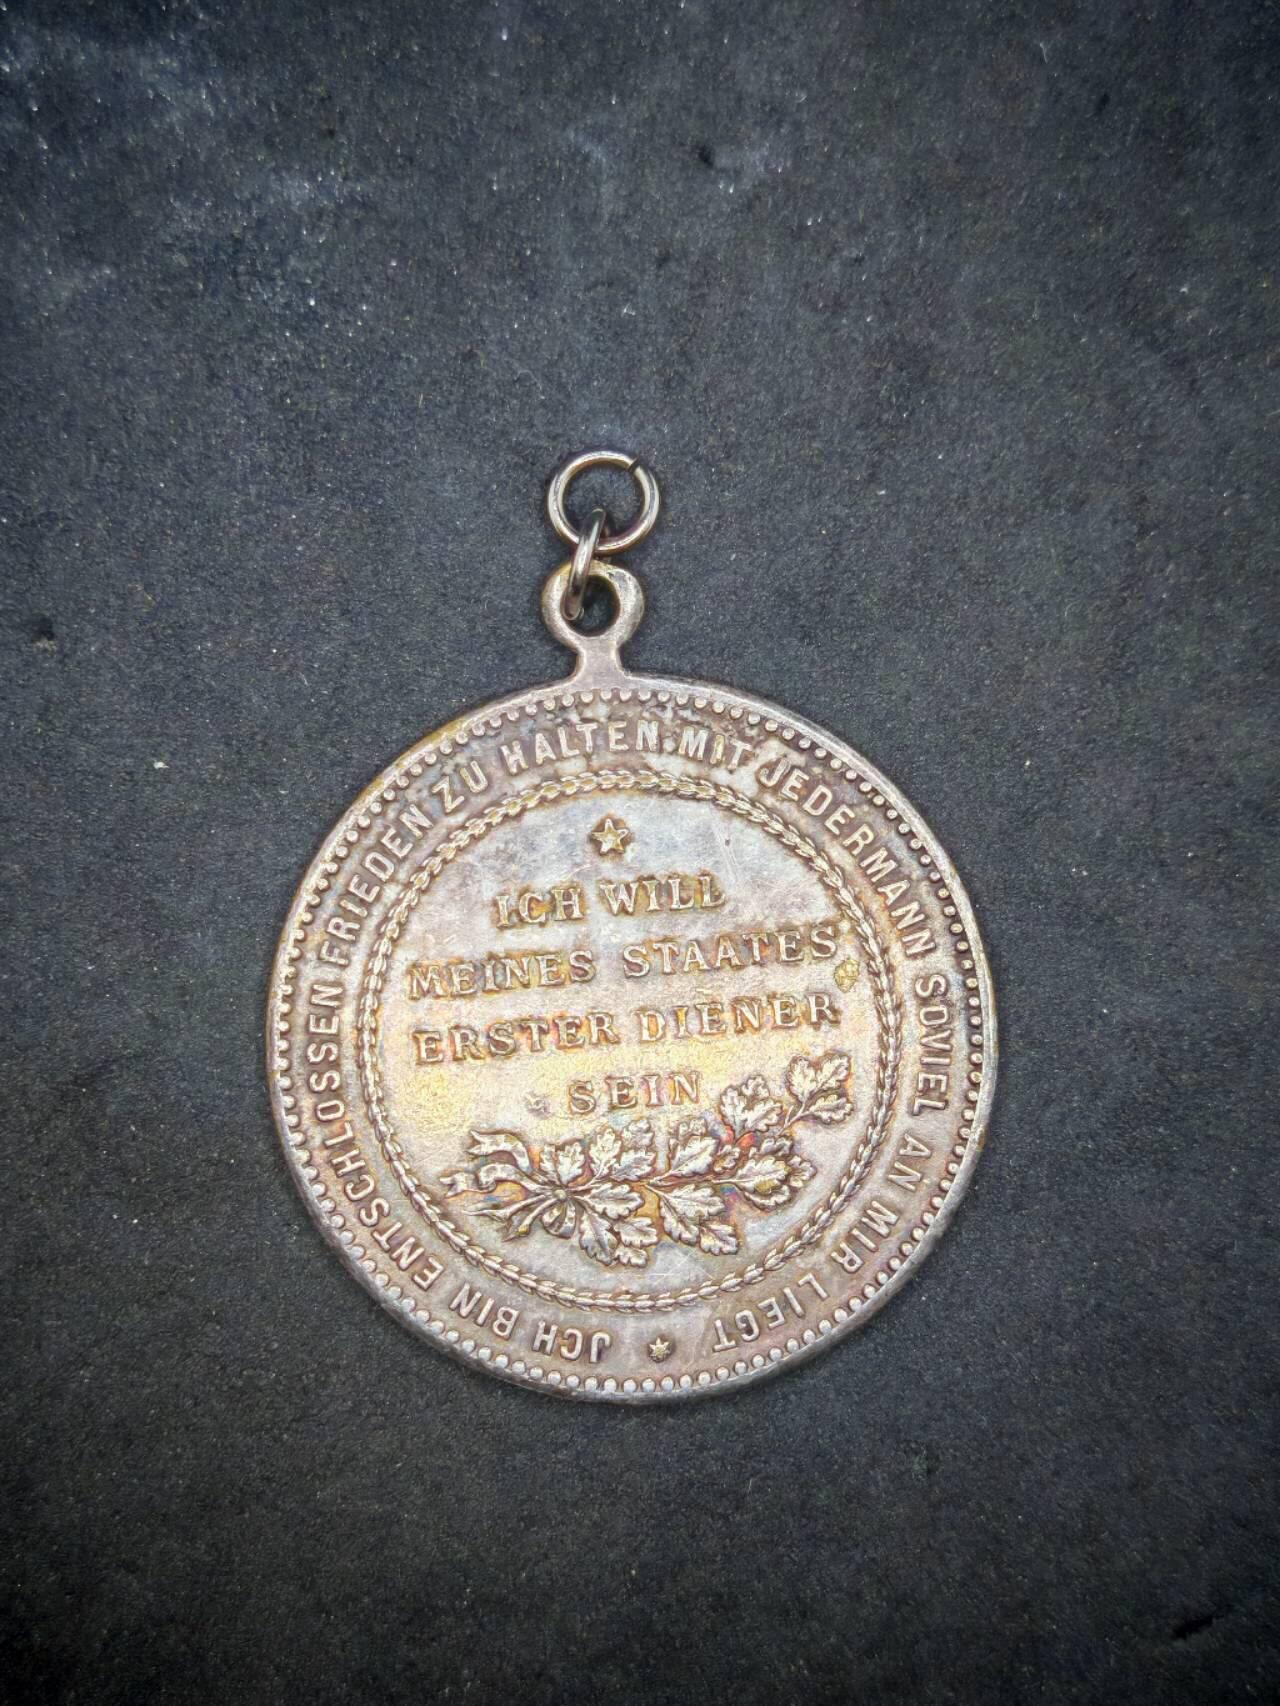 JCH BIN ENTSCHLOSSEN FRIEDEN ZU HALTEN MIT JEDERMANN SOVIEL AN MIR LIEGT
ICH WILL
MEINES STAATES
ERSTER DIENER
SEIN